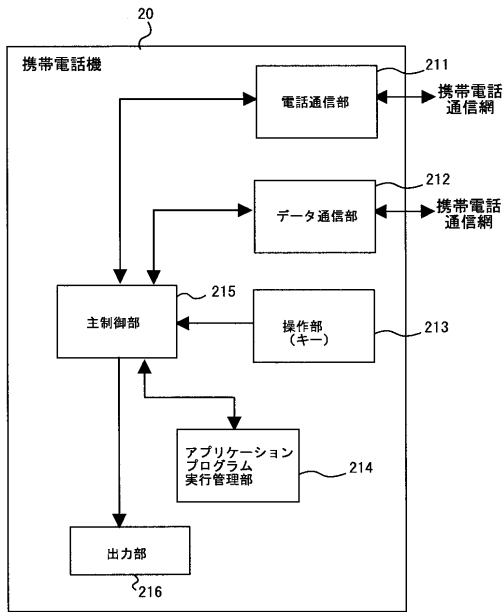 20
携帯電話機
211
電話通信部
携帯電話
通信網
212
データ通信部
携帯電話
通信網
215
主制御部
操作部
(キー)
213
アプリケーション
プログラム
実行管理部
214
出力部
216